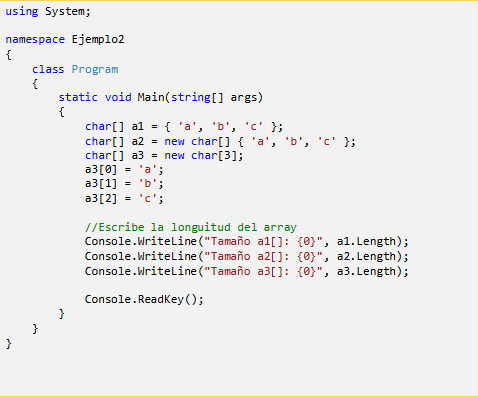 using System;
namespace Ejemplo2
{
class Program
{
static void Main(string[] args)
{
char[] a1 = { 'a', 'b', 'c' };
char[] a2 = new char[] { 'a', 'b', 'c' };
char[] a3 = new char[3];
a3[0] = 'a';
a3[1] = 'b';
a3[2] = 'c';
//Escribe la longuitud del array
Console.WriteLine("Tamaño a1[]: {0}", a1.Length);
Console.WriteLine("Tamaño a2[]: {0}", a2.Length);
Console.WriteLine("Tamaño a3[]: {0}", a3.Length);
Console.ReadKey();
}
}
}